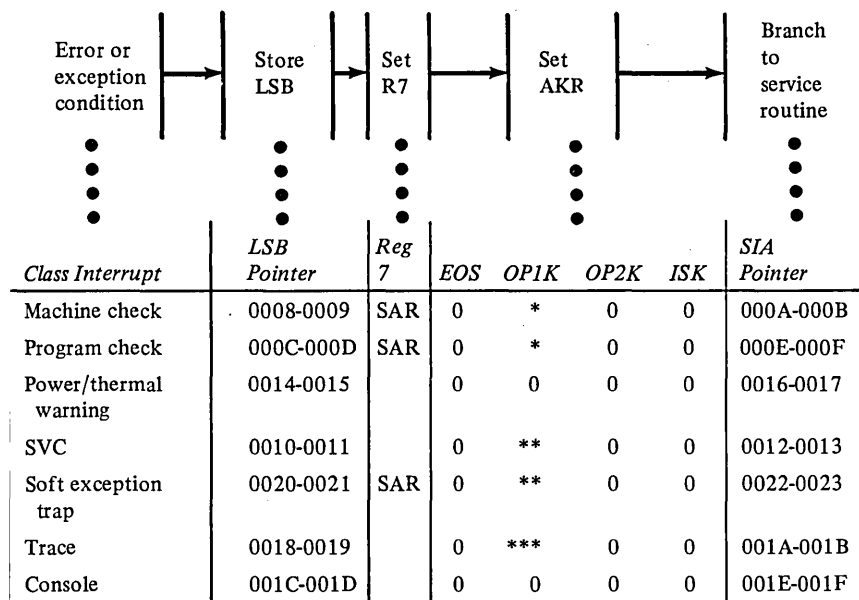 Error or
exception
condition
Store
LSB
Set
R7
Set
AKR
Branch
to
service
routine
Class Interrupt LSB Pointer Reg 7 EOS OP1K OP2K ISK SIA Pointer
Machine check 0008-0009 SAR 0 * 0 0 000A-000B
Program check 000C-000D SAR 0 * 0 0 000E-000F
Power/thermal warning 0014-0015 0 0 0 0 0016-0017
SVC 0010-0011 0 ** 0 0 0012-0013
Soft exception trap 0020-0021 SAR 0 ** 0 0 0022-0023
Trace 0018-0019 0 *** 0 0 001A-001B
Console 001C-001D 0 0 0 0 001E-001F